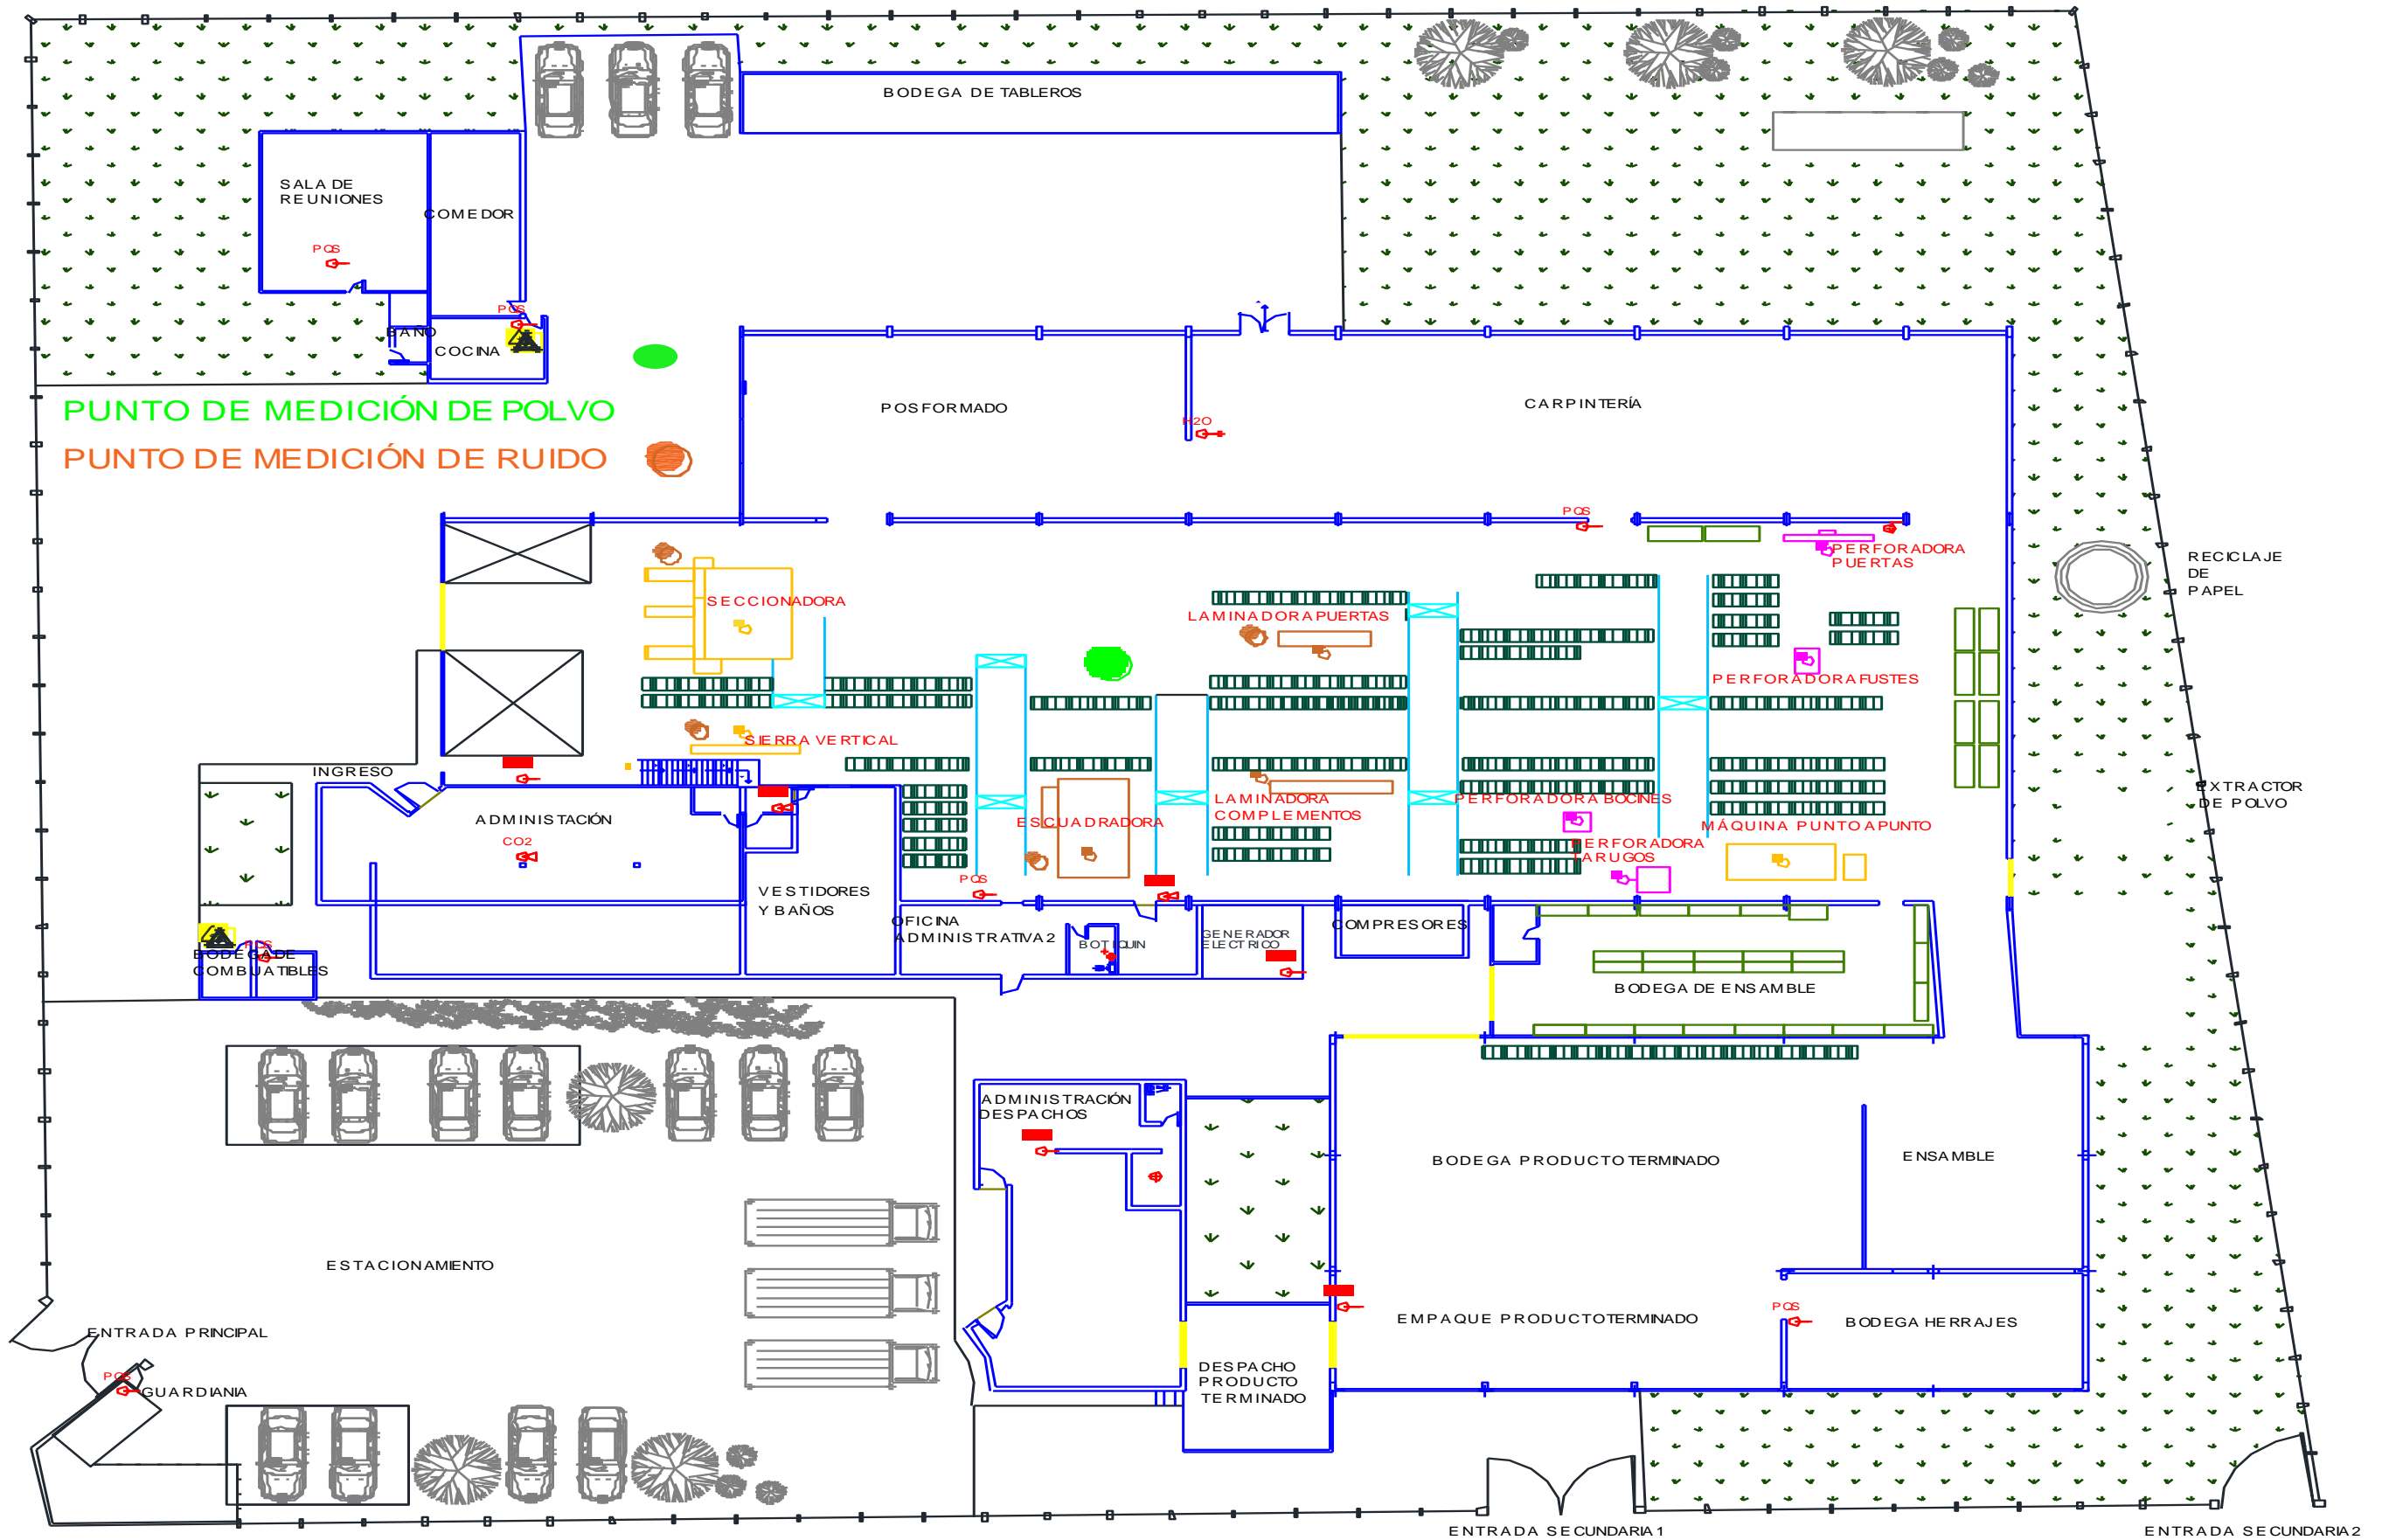 BODEGA DE TABLEROS
SALA DE
REUNIONES
COMEDOR
PQS
PQS
BAÑO
COCINA
PUNTO DE MEDICIÓN DE POLVO
PUNTO DE MEDICIÓN DE RUIDO
POSFORMADO
CARPINTERÍA
H2O
PQS
PERFORADORA
PUERTAS
RECICLAJE
DE
PAPEL
SECCIONADORA
LAMINADORA PUERTAS
PERFORADORA FUSTES
SIERRA VERTICAL
INGRESO
EXTRACTOR
DE POLVO
LAMINADORA
COMPLEMENTOS
PERFORADORA BOCINES
ADMINISTACIÓN
ESCUADRADORA
MÁQUINA PUNTO A PUNTO
CO2
PERFORADORA
TARUGOS
PQS
VESTIDORES
Y BAÑOS
OFICINA
ADMINISTRATIVA 2
BOTIQUIN
GENERADOR
ELECTRICO
COMPRESORES
PQS
BODEGA DE
COMBUATIBLES
BODEGA DE ENSAMBLE
ADMINISTRACIÓN
DESPACHOS
BODEGA PRODUCTO TERMINADO
ENSAMBLE
ESTACIONAMIENTO
PQS
EMPAQUE PRODUCTO TERMINADO
BODEGA HERRAJES
ENTRADA PRINCIPAL
PQS
GUARDIANIA
DESPACHO
PRODUCTO
TERMINADO
ENTRADA SECUNDARIA 1
ENTRADA SECUNDARIA 2